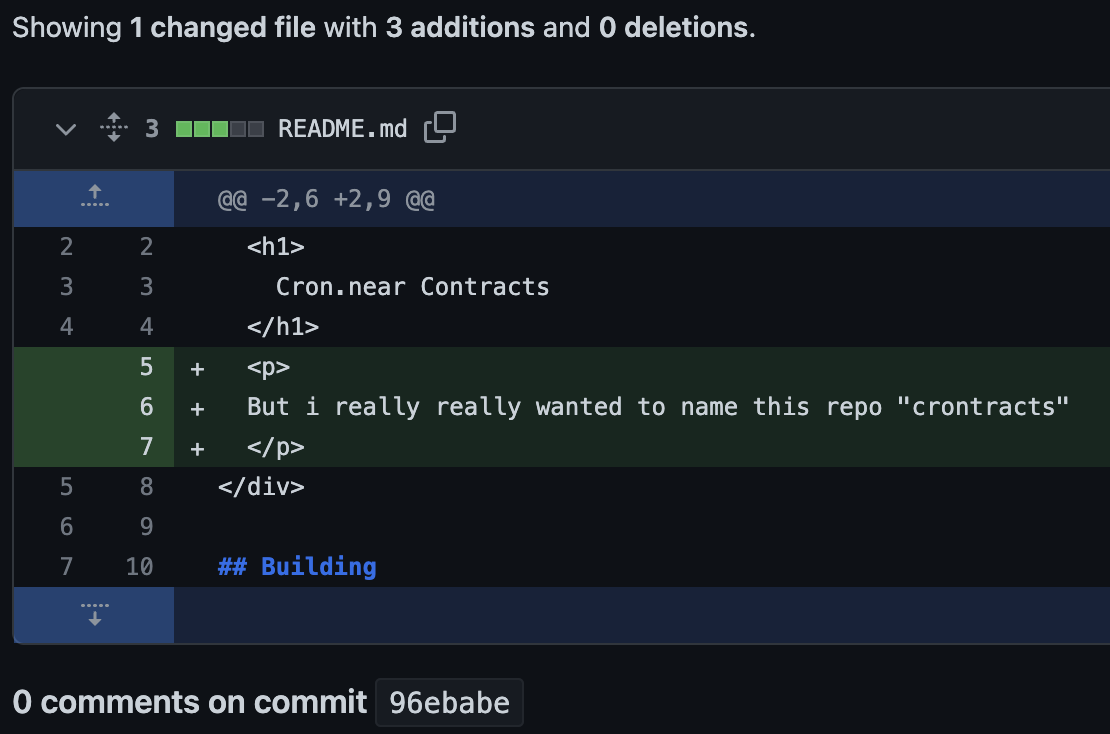 Showing 1 changed file with 3 additions and 0 deletions.
3 README.md
@@ -2,6 +2,9 @@
2 2 <h1>
3 3 Cron.near Contracts
4 4 </h1>
5 + <p>
6 + But i really really wanted to name this repo "crontracts"
7 + </p>
5 8 </div>
6 9
7 10 ## Building
0 comments on commit 96ebabe